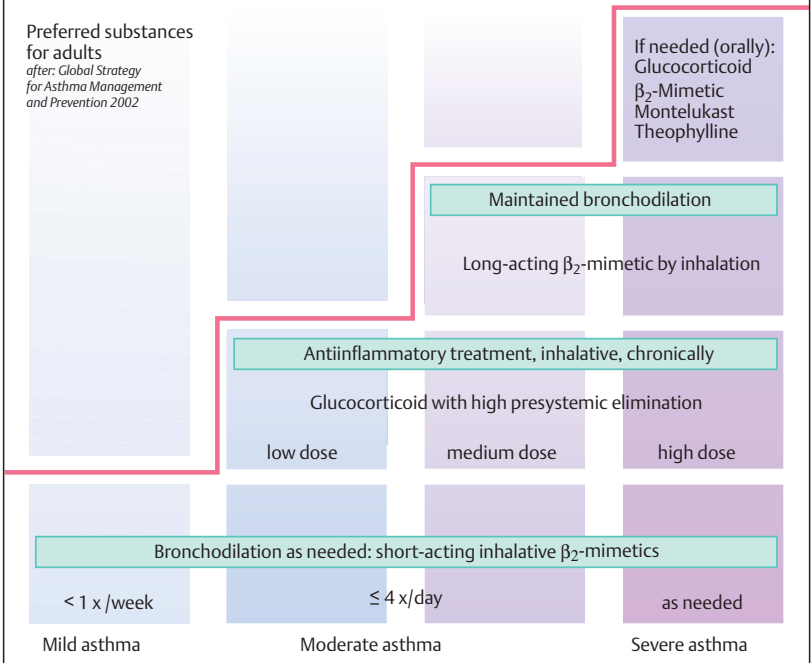 Preferred substances
for adults
after: Global Strategy
for Asthma Management
and Prevention 2002
If needed (orally):
Glucocorticoid
β₂-Mimetic
Montelukast
Theophylline
Maintained bronchodilation
Long-acting β₂-mimetic by inhalation
Antiinflammatory treatment, inhalative, chronically
Glucocorticoid with high presystemic elimination
low dose medium dose high dose
Bronchodilation as needed: short-acting inhalative β₂-mimetics
< 1 x /week ≤ 4 x/day as needed
Mild asthma Moderate asthma Severe asthma